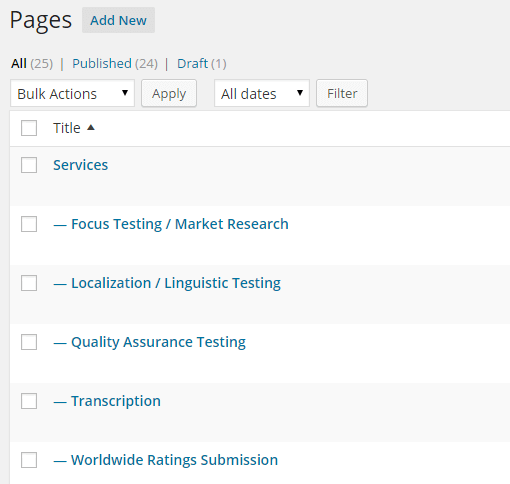 Pages Add New
All (25) | Published (24) | Draft (1)
Bulk Actions Apply All dates Filter
Title
Services
— Focus Testing / Market Research
— Localization / Linguistic Testing
— Quality Assurance Testing
— Transcription
— Worldwide Ratings Submission